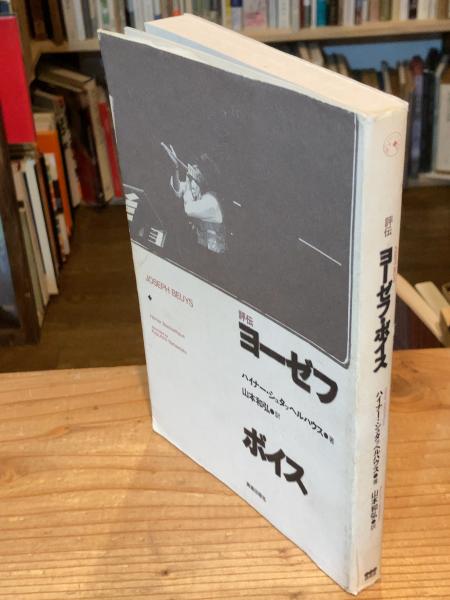 JOSEPH BEUYS
評伝
ヨーゼフ
ハイナー・シュタッヘルハウス●著
山本和弘●訳
ボイス
評伝
ヨーゼフ・ボイス
ハイナー・シュタッヘルハウス●著
山本和弘●訳